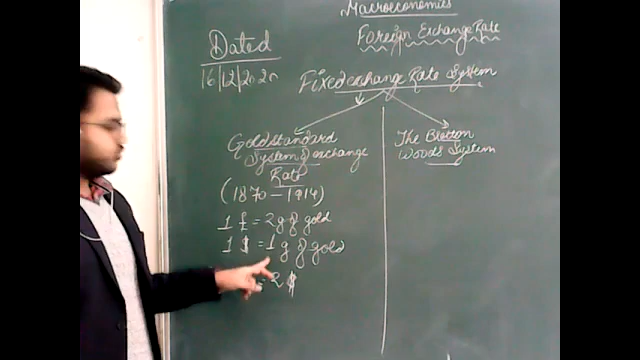 Macroeconomics
Foreign Exchange Rate
Dated
16/12/2020
Fixed exchange Rate System
Gold standard
System of exchange
Rate
(1870-1914)
1 £ = 2g of gold
1 $ = 1 g of gold
= 2 $
The Bretton
Woods System